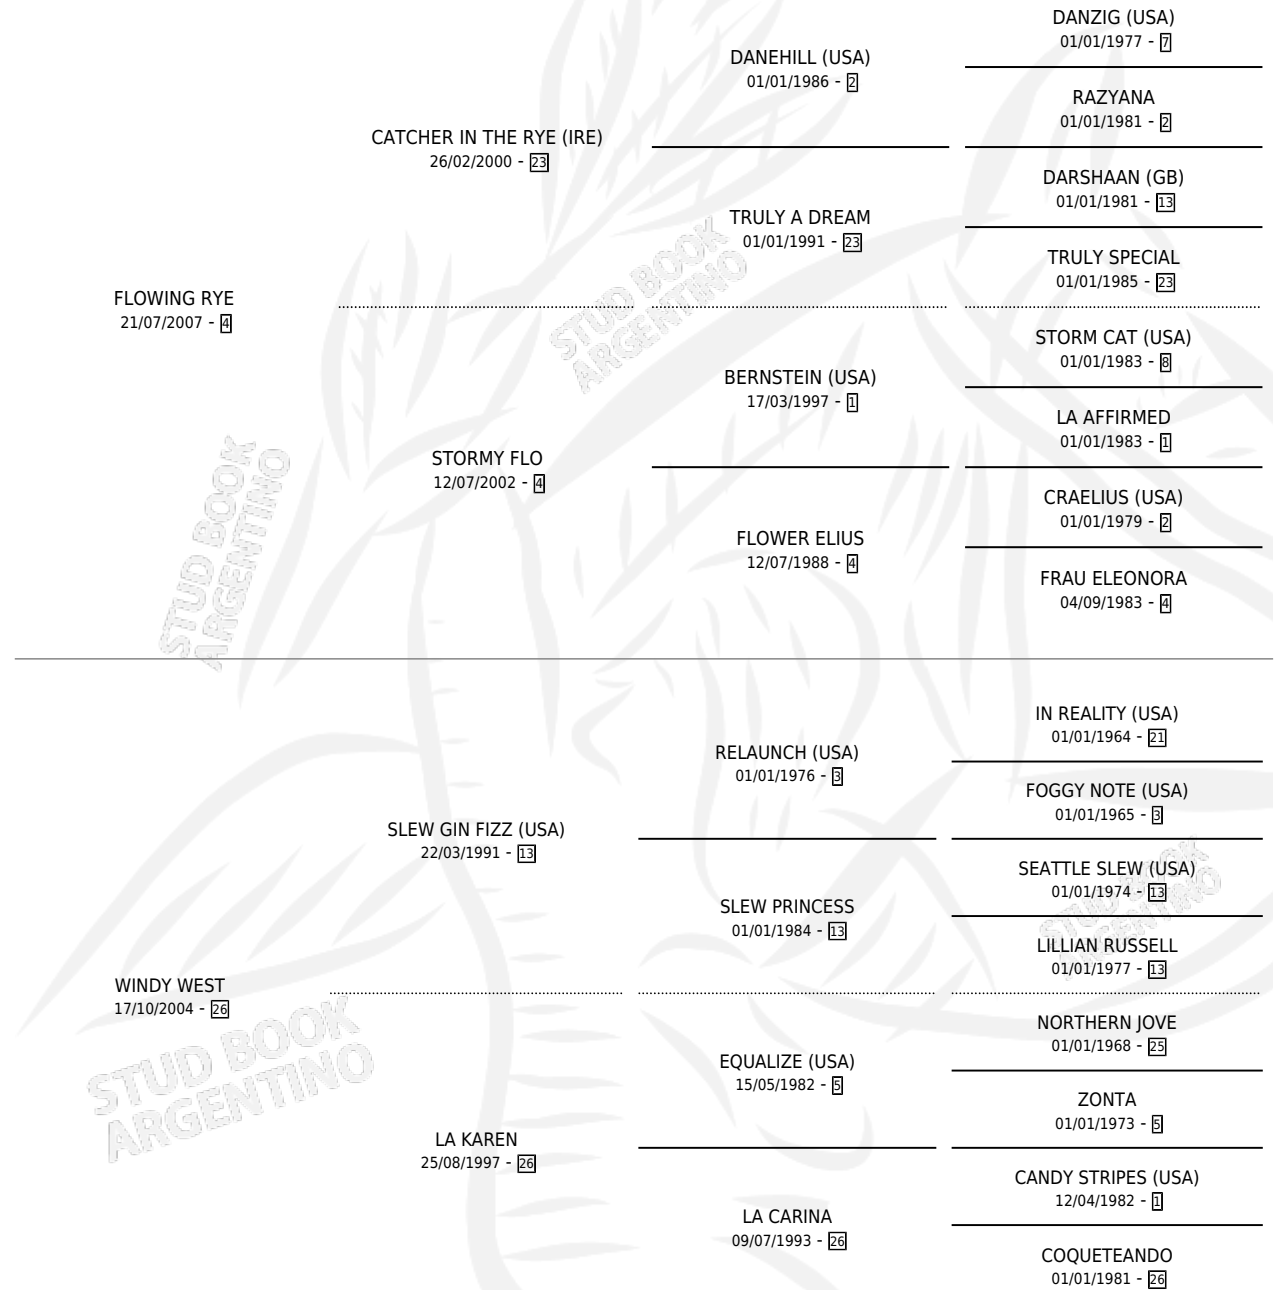 DANZIG (USA)
01/01/1977 - 7
DANEHILL (USA)
01/01/1986 - 2
RAZYANA
01/01/1981 - 2
CATCHER IN THE RYE (IRE)
26/02/2000 - 23
DARSHAAN (GB)
01/01/1981 - 13
TRULY A DREAM
01/01/1991 - 23
TRULY SPECIAL
01/01/1985 - 23
FLOWING RYE
21/07/2007 - 4
STUD BOOK
ARGENTINO
STORM CAT (USA)
01/01/1983 - 8
BERNSTEIN (USA)
17/03/1997 - 1
LA AFFIRMED
01/01/1983 - 1
STORMY FLO
12/07/2002 - 4
CRAELIUS (USA)
01/01/1979 - 2
FLOWER ELIUS
12/07/1988 - 4
FRAU ELEONORA
04/09/1983 - 4
STUD BOOK
ARGENTINO
IN REALITY (USA)
01/01/1964 - 21
RELAUNCH (USA)
01/01/1976 - 3
FOGGY NOTE (USA)
01/01/1965 - 3
SLEW GIN FIZZ (USA)
22/03/1991 - 13
SEATTLE SLEW (USA)
01/01/1974 - 13
SLEW PRINCESS
01/01/1984 - 13
STUD BOOK
ARGENTINO
LILLIAN RUSSELL
01/01/1977 - 13
WINDY WEST
17/10/2004 - 26
STUD BOOK
ARGENTINO
NORTHERN JOVE
01/01/1968 - 25
EQUALIZE (USA)
15/05/1982 - 5
ZONTA
01/01/1973 - 5
LA KAREN
25/08/1997 - 26
CANDY STRIPES (USA)
12/04/1982 - 1
LA CARINA
09/07/1993 - 26
COQUETEANDO
01/01/1981 - 26